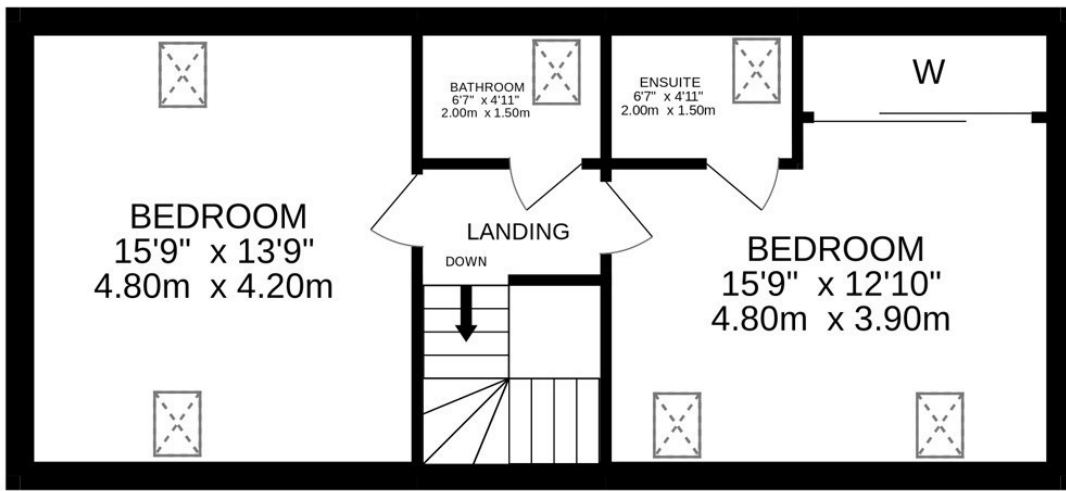 BEDROOM
15'9" x 13'9"
4.80m x 4.20m
BATHROOM
6'7" x 4'11"
2.00m x 1.50m
ENSUITE
6'7" x 4'11"
2.00m x 1.50m
W
LANDING
DOWN
BEDROOM
15'9" x 12'10"
4.80m x 3.90m